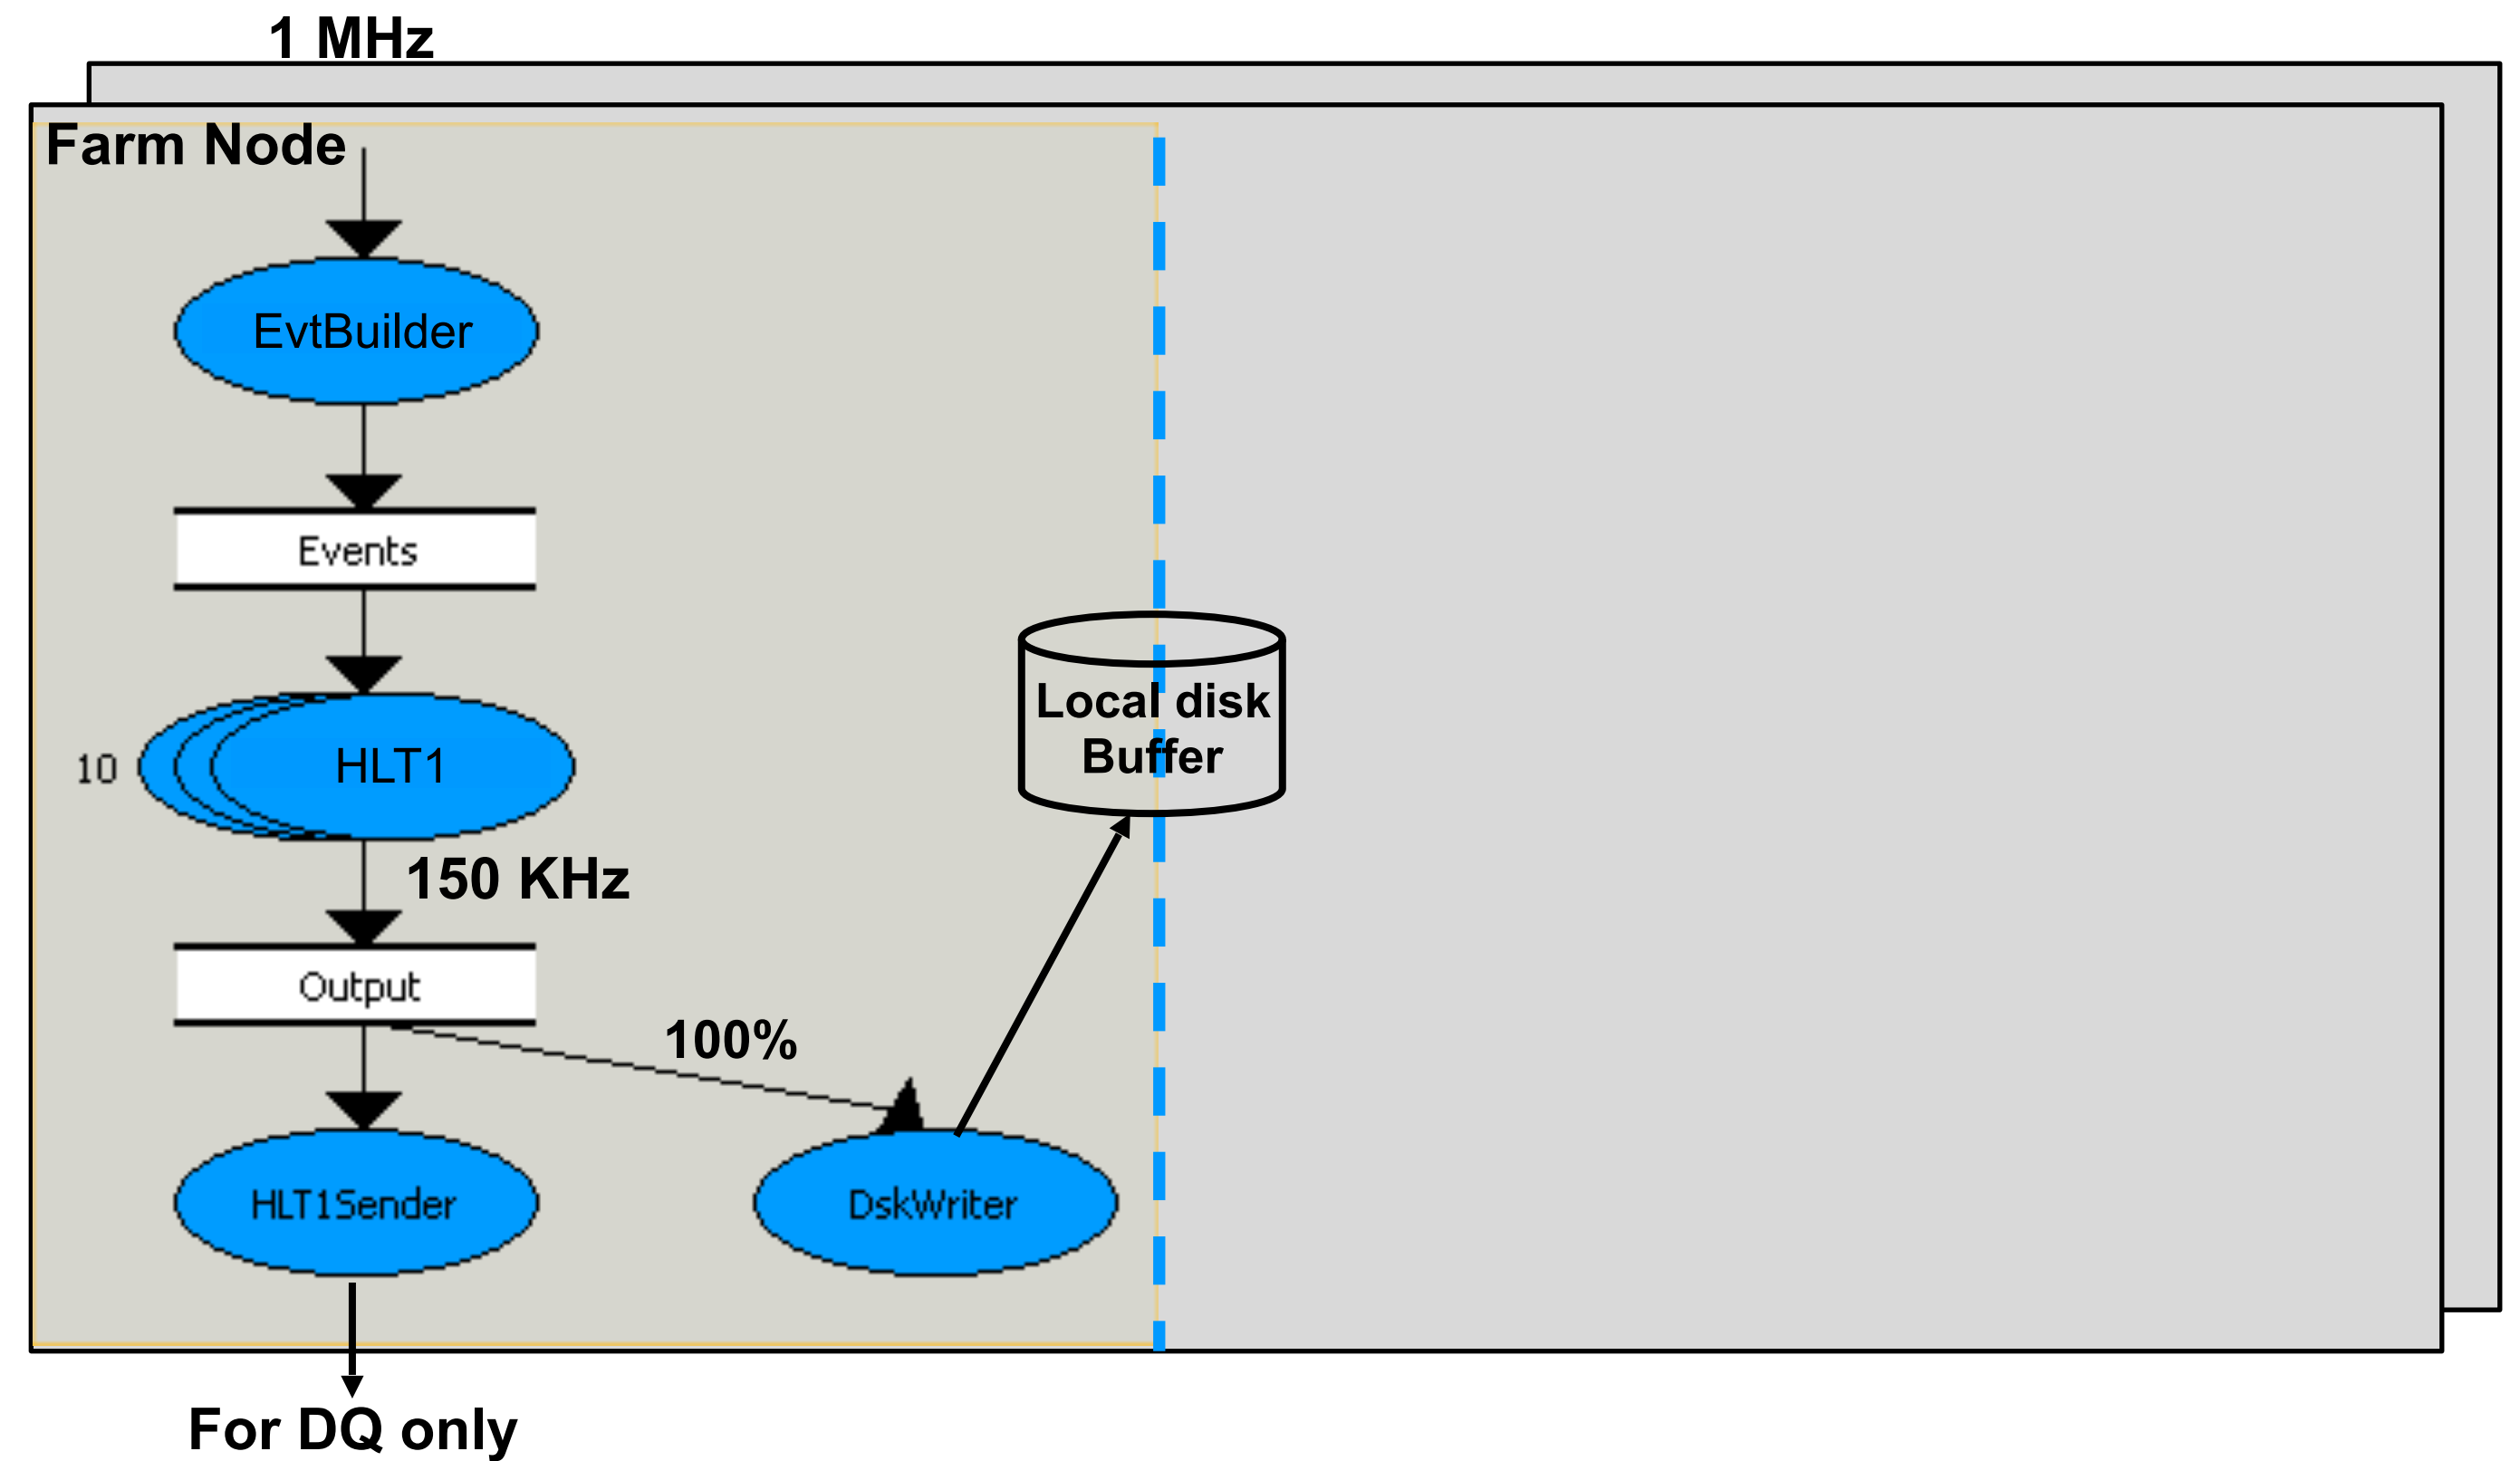 1 MHz
Farm Node
EvtBuilder
Events
Local disk
Buffer
10
HLT1
150 KHz
Output
100%
HLT1Sender
DskWriter
For DQ only